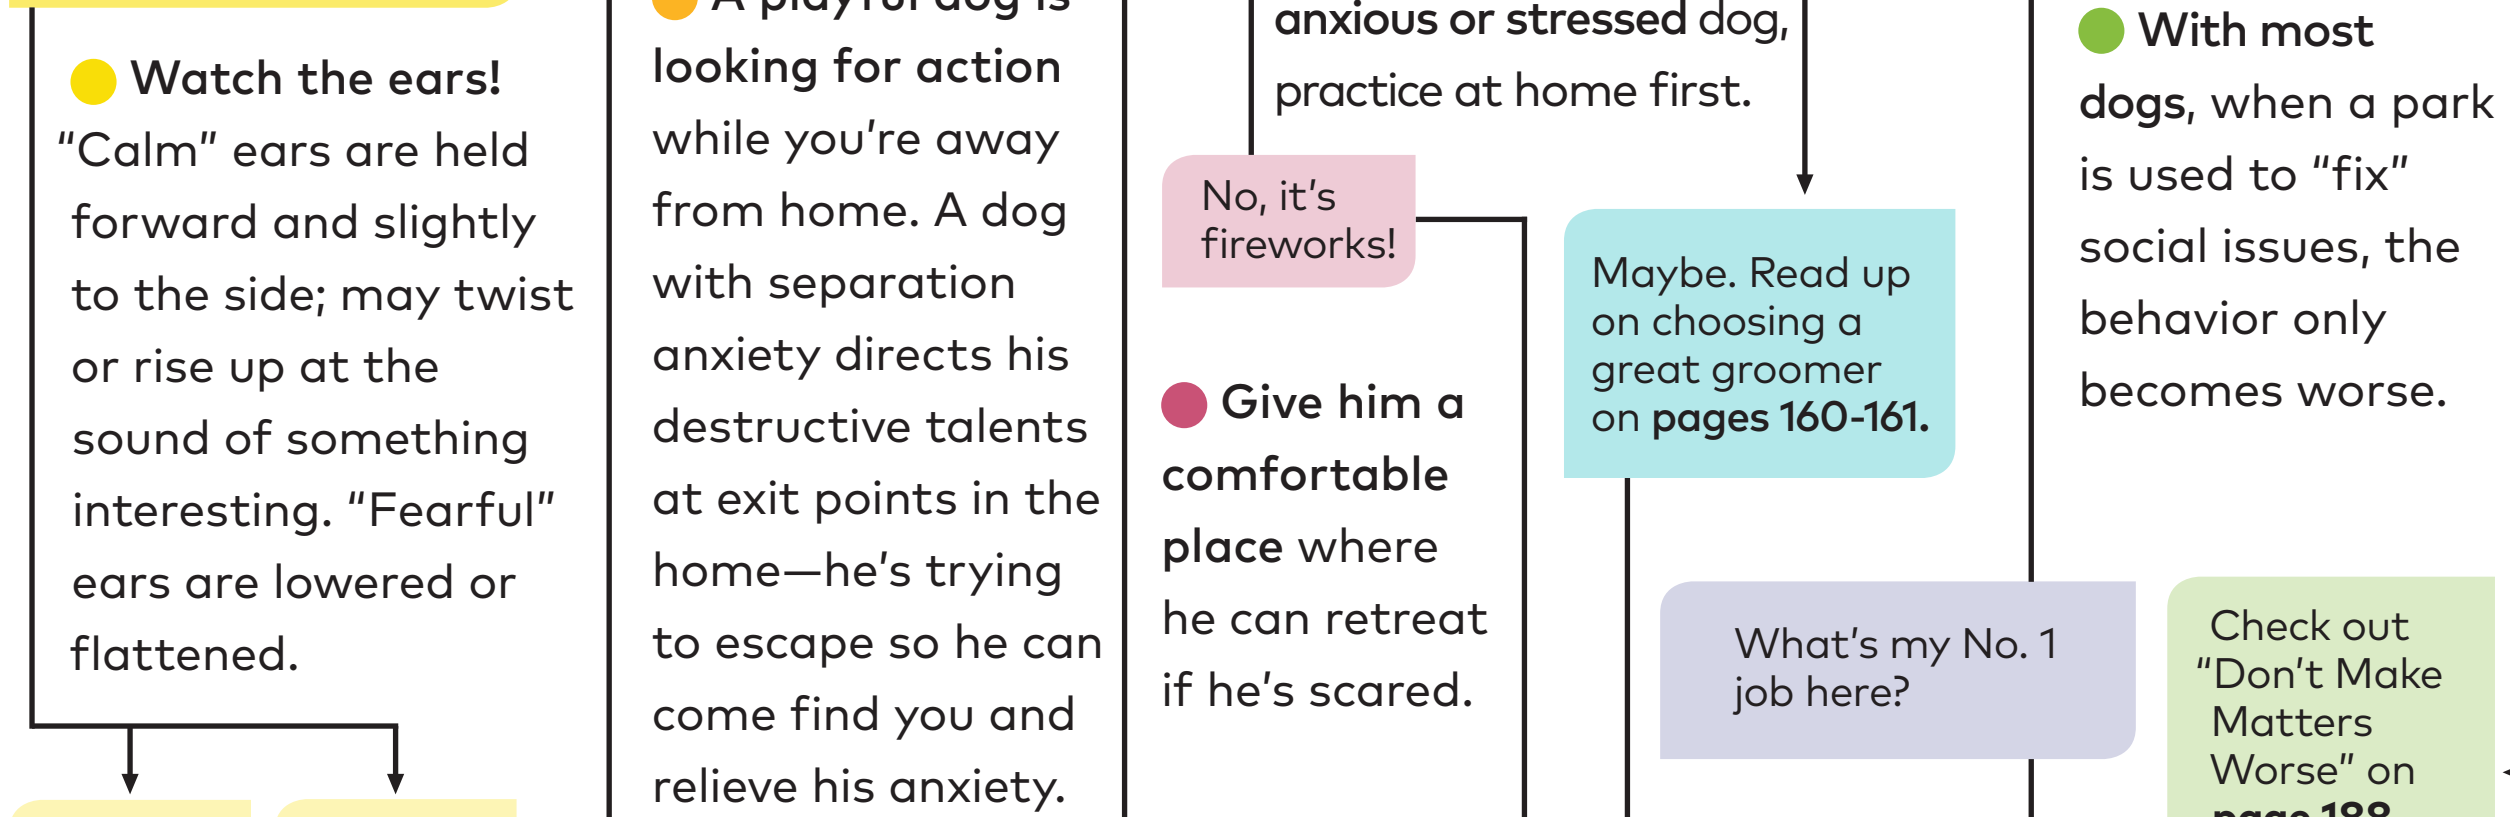 Watch the ears!
“Calm” ears are held
forward and slightly
to the side; may twist
or rise up at the
sound of something
interesting. “Fearful”
ears are lowered or
flattened.
A playful dog is
looking for action
while you’re away
from home. A dog
with separation
anxiety directs his
destructive talents
at exit points in the
home—he’s trying
to escape so he can
come find you and
relieve his anxiety.
anxious or stressed dog,
practice at home first.
No, it’s
fireworks!
Give him a
comfortable
place where
he can retreat
if he’s scared.
Maybe. Read up
on choosing a
great groomer
on pages 160-161.
What’s my No. 1
job here?
With most
dogs, when a park
is used to “fix”
social issues, the
behavior only
becomes worse.
Check out
“Don’t Make
Matters
Worse” on
page 188